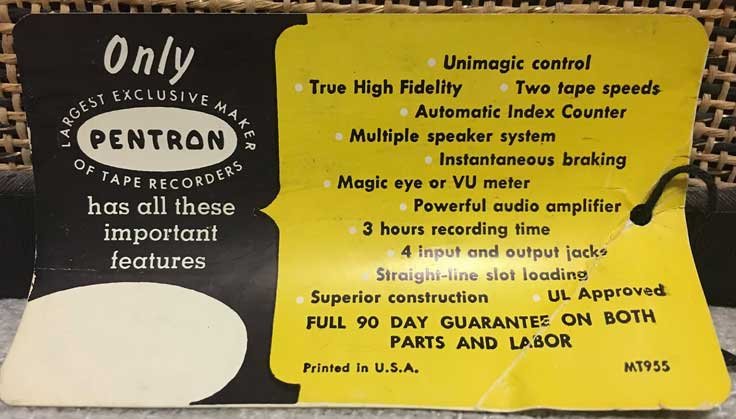 Only
LARGEST EXCLUSIVE MAKER
PENTRON
OF TAPE RECORDERS
has all these
important
features
• Unimagic control
• True High Fidelity • Two tape speeds
• Automatic Index Counter
• Multiple speaker system
• Instantaneous braking
• Magic eye or VU meter
• Powerful audio amplifier
• 3 hours recording time
• 4 input and output jacks
• Straight-line slot loading
• Superior construction • UL Approved
FULL 90 DAY GUARANTEE ON BOTH
PARTS AND LABOR
Printed in U.S.A. MT955